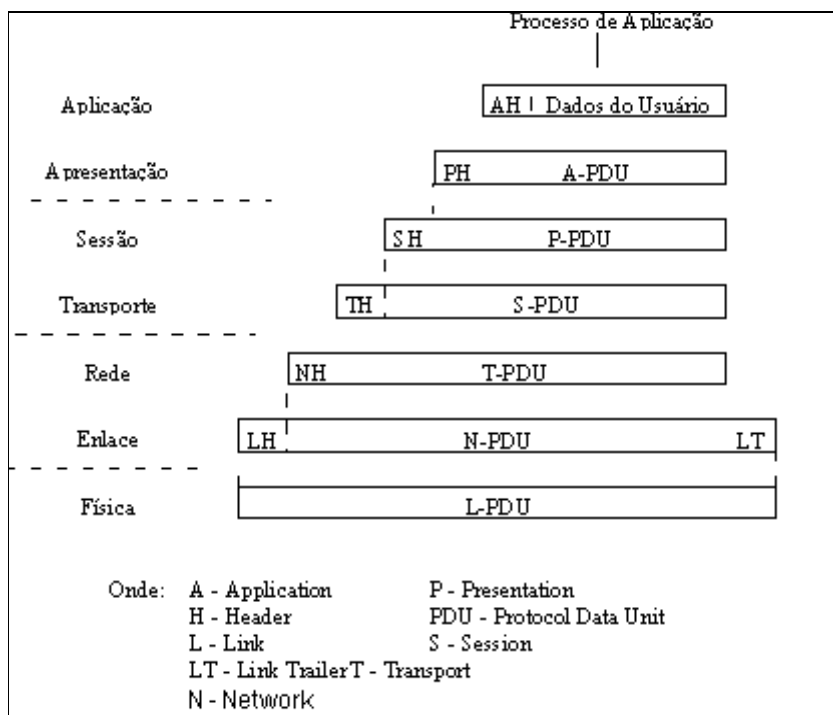 Processo de Aplicação
Aplicação AH Dados do Usuário
Apresentação PH A-PDU
Sessão SH P-PDU
Transporte TH S-PDU
Rede NH T-PDU
Enlace LH N-PDU LT
Física L-PDU
Onde: A - Application P - Presentation
H - Header PDU - Protocol Data Unit
L - Link S - Session
LT - Link TrailerT - Transport
N - Network